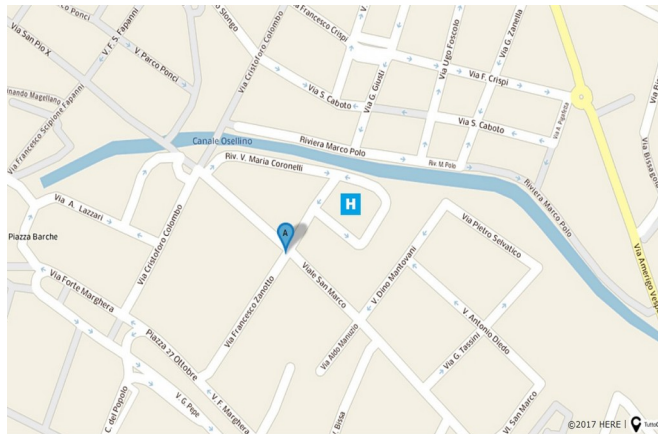 Via San Pio X
V. F. S. Fapanni
V. Parco Ponci
Via Cristoforo Colombo
Via Francesco Crispi
Via G. Giusti
Via Ugo Foscolo
Via G. Zanella
Via F. Crispi
Via S. Caboto
Via S. Caboto
Via Francesco Scipione Fapanni
Canale Osellino
Riviera Marco Polo
Riv. M. Polo
Riviera Marco Polo
Riv. V. Maria Coronelli
Via A. Lazzari
Piazza Barche
Via Cristoforo Colombo
H
A
Via Pietro Selvatico
Via Forte Marghera
Via Francesco Zanotto
Viale San Marco
V. Dino Mantovani
V. Antonio Diedo
Via G. Tassini
Via Aldo Manuzio
Piazza 27 Ottobre
V. F. Marghera
V. G. Pepe
C. del Popolo
Vl. San Marco
©2017 HERE |